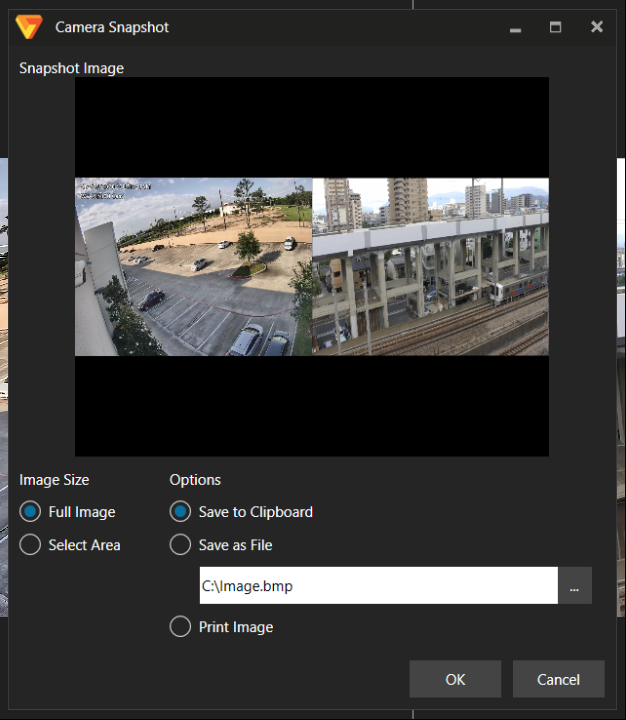 Camera Snapshot
Snapshot Image
Image Size
Options
Full Image
Save to Clipboard
Select Area
Save as File
C:\Image.bmp
...
Print Image
OK
Cancel